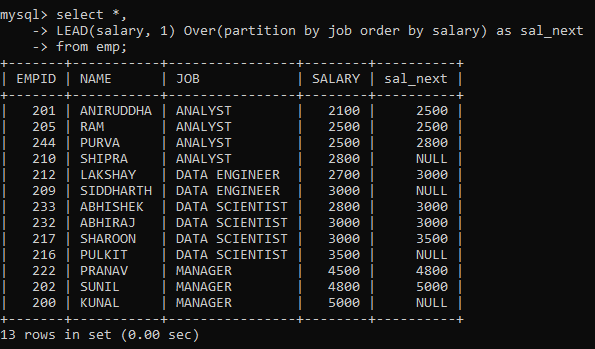 mysql> select *,
    -> LEAD(salary, 1) Over(partition by job order by salary) as sal_next
    -> from emp;
+-------+-----------+----------------+--------+----------+
| EMPID | NAME      | JOB            | SALARY | sal_next |
+-------+-----------+----------------+--------+----------+
|   201 | ANIRUDDHA | ANALYST        |   2100 |     2500 |
|   205 | RAM       | ANALYST        |   2500 |     2500 |
|   244 | PURVA     | ANALYST        |   2500 |     2800 |
|   210 | SHIPRA    | ANALYST        |   2800 |     NULL |
|   212 | LAKSHAY   | DATA ENGINEER  |   2700 |     3000 |
|   209 | SIDDHARTH | DATA ENGINEER  |   3000 |     NULL |
|   233 | ABHISHEK  | DATA SCIENTIST |   2800 |     3000 |
|   232 | ABHIRAJ   | DATA SCIENTIST |   3000 |     3000 |
|   217 | SHAROON   | DATA SCIENTIST |   3000 |     3500 |
|   216 | PULKIT    | DATA SCIENTIST |   3500 |     NULL |
|   222 | PRANAV    | MANAGER        |   4500 |     4800 |
|   202 | SUNIL     | MANAGER        |   4800 |     5000 |
|   200 | KUNAL     | MANAGER        |   5000 |     NULL |
+-------+-----------+----------------+--------+----------+
13 rows in set (0.00 sec)